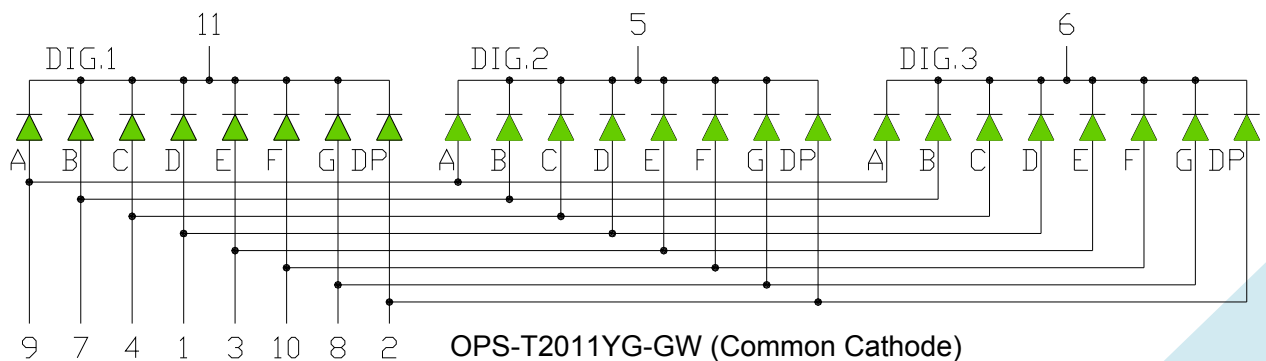 11 5 6
DIG.1 DIG.2 DIG.3
A B C D E F G DP A B C D E F G DP A B C D E F G DP
9 7 4 1 3 10 8 2 OPS-T2011YG-GW (Common Cathode)